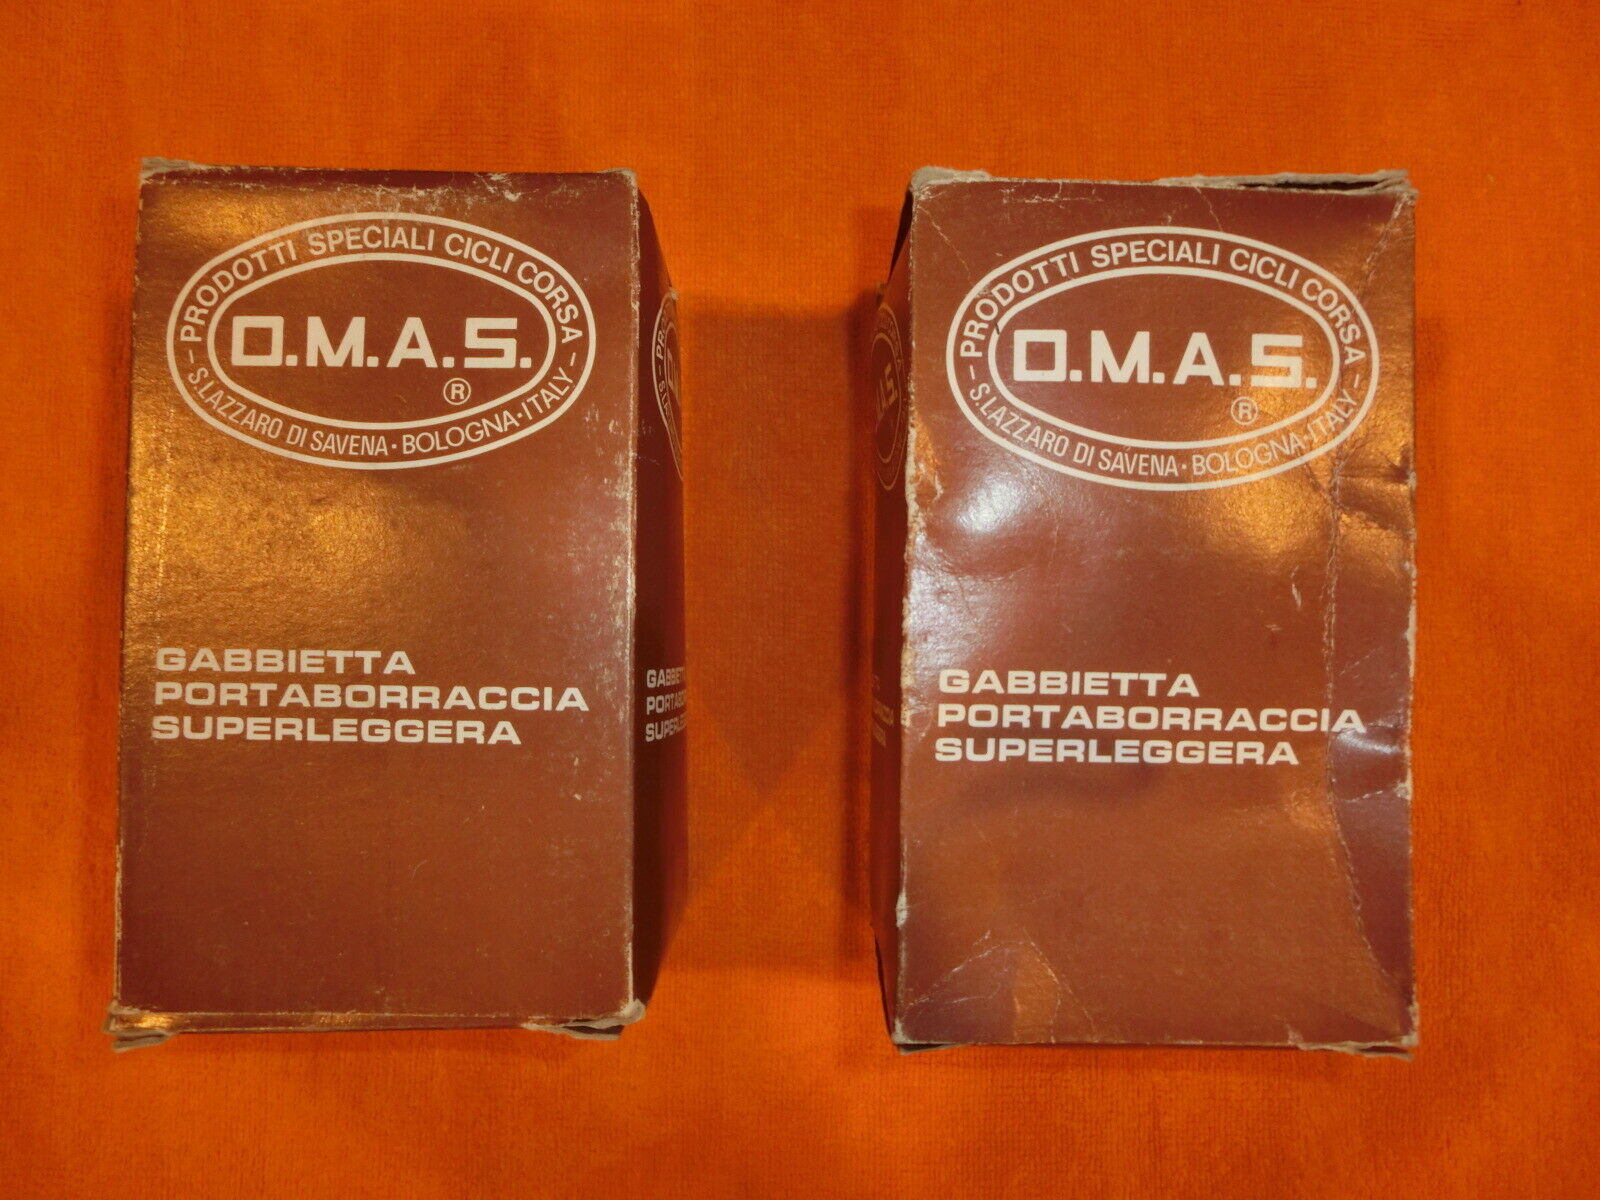 PRODOTTI SPECIALI CICLI CORSA
O.M.A.S.
®
- S.LAZZARO DI SAVENA · BOLOGNA · ITALY -
GABBIETTA
PORTABORRACCIA
SUPERLEGGERA
PRODOTTI SPECIALI CICLI CORSA
O.M.A.S.
®
- S.LAZZARO DI SAVENA · BOLOGNA · ITALY -
GABBIETTA
PORTABORRACCIA
SUPERLEGGERA